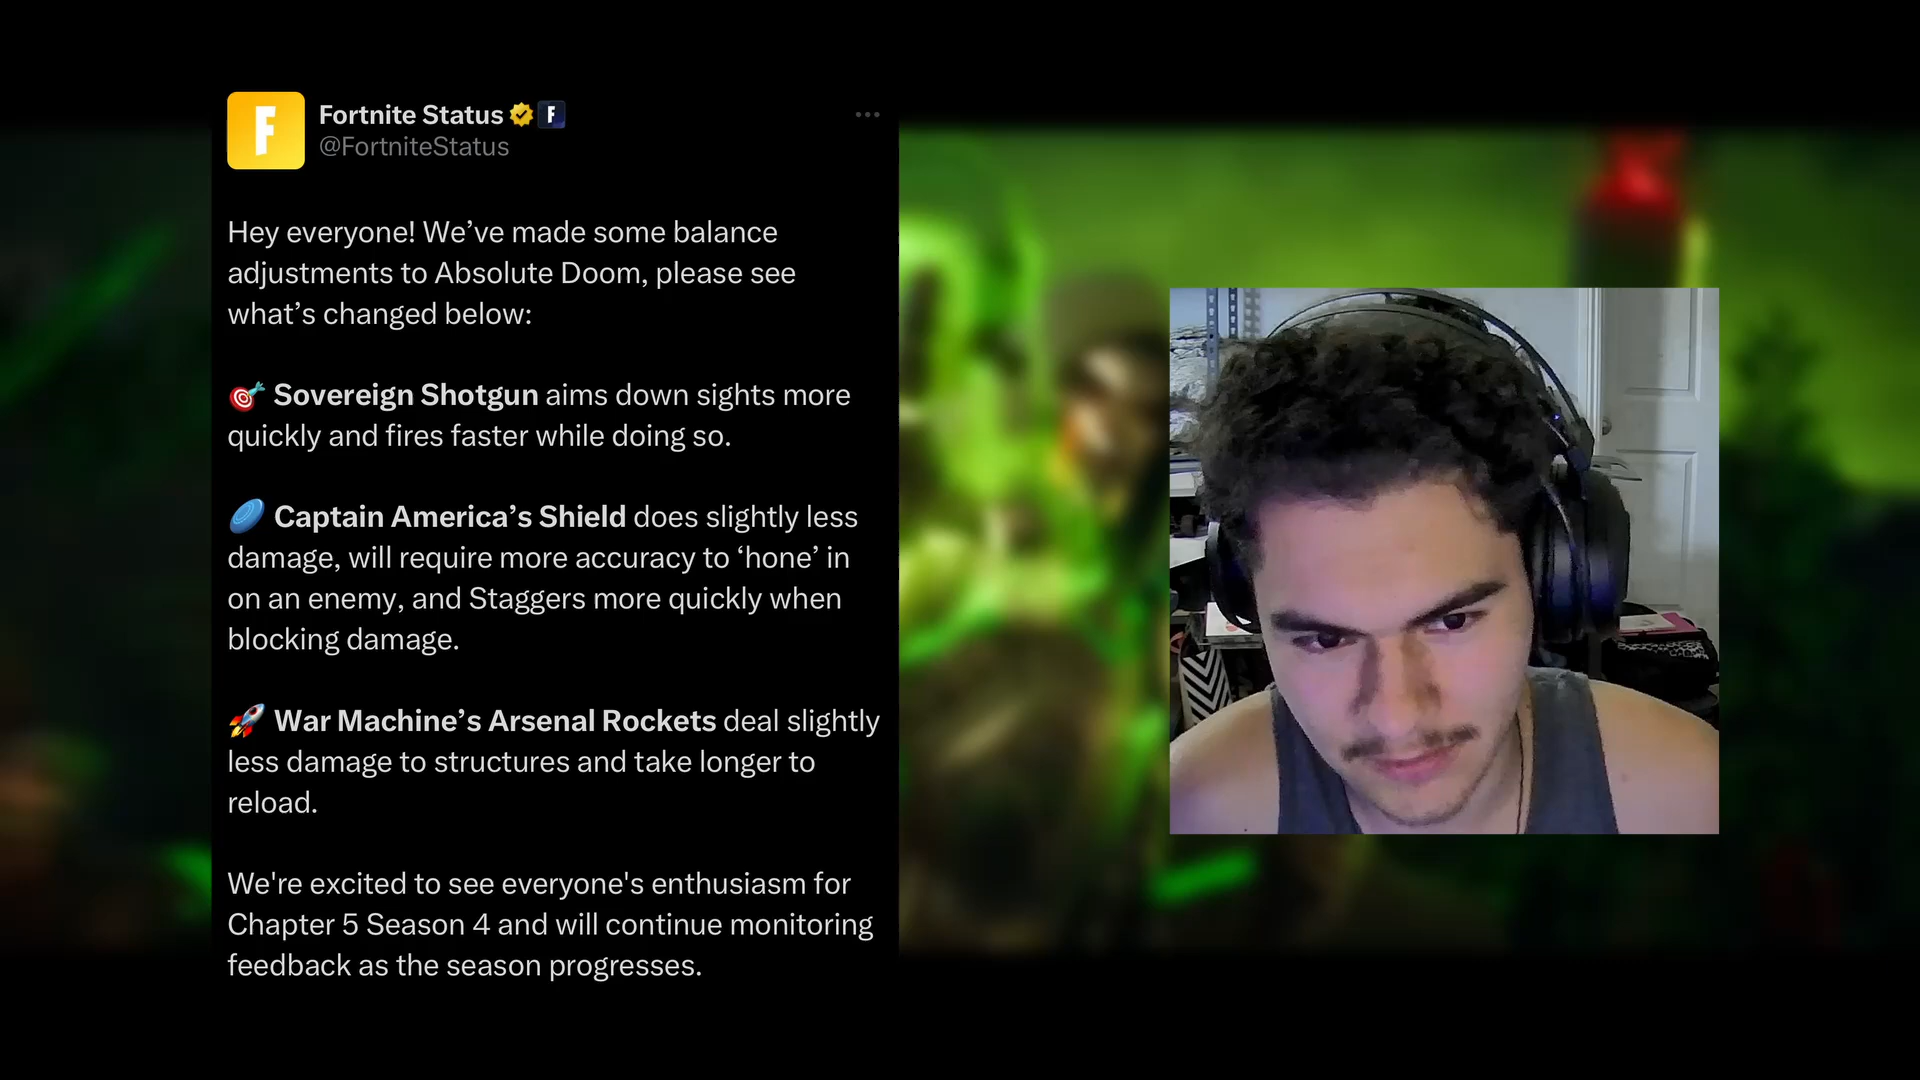 Fortnite Status
@FortniteStatus
Hey everyone! We’ve made some balance
adjustments to Absolute Doom, please see
what’s changed below:
🎯 Sovereign Shotgun aims down sights more
quickly and fires faster while doing so.
🥏 Captain America’s Shield does slightly less
damage, will require more accuracy to ‘hone’ in
on an enemy, and Staggers more quickly when
blocking damage.
🚀 War Machine’s Arsenal Rockets deal slightly
less damage to structures and take longer to
reload.
We're excited to see everyone's enthusiasm for
Chapter 5 Season 4 and will continue monitoring
feedback as the season progresses.